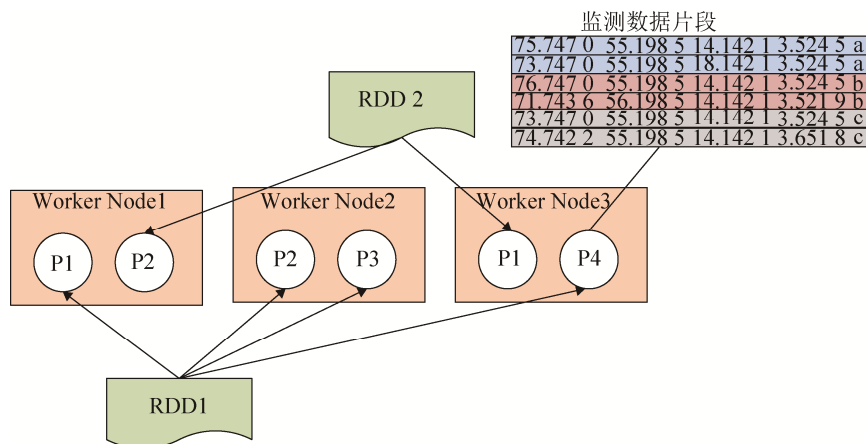 监测数据片段
75.747 0 55.198 5 14.142 1 3.524 5 a
73.747 0 55.198 5 18.142 1 3.524 5 a
76.747 0 55.198 5 14.142 1 3.524 5 b
71.743 6 56.198 5 14.142 1 3.521 9 b
73.747 0 55.198 5 14.142 1 3.524 5 c
74.742 2 55.198 5 14.142 1 3.651 8 c
RDD 2
Worker Node1
P1 P2
Worker Node2
P2 P3
Worker Node3
P1 P4
RDD1